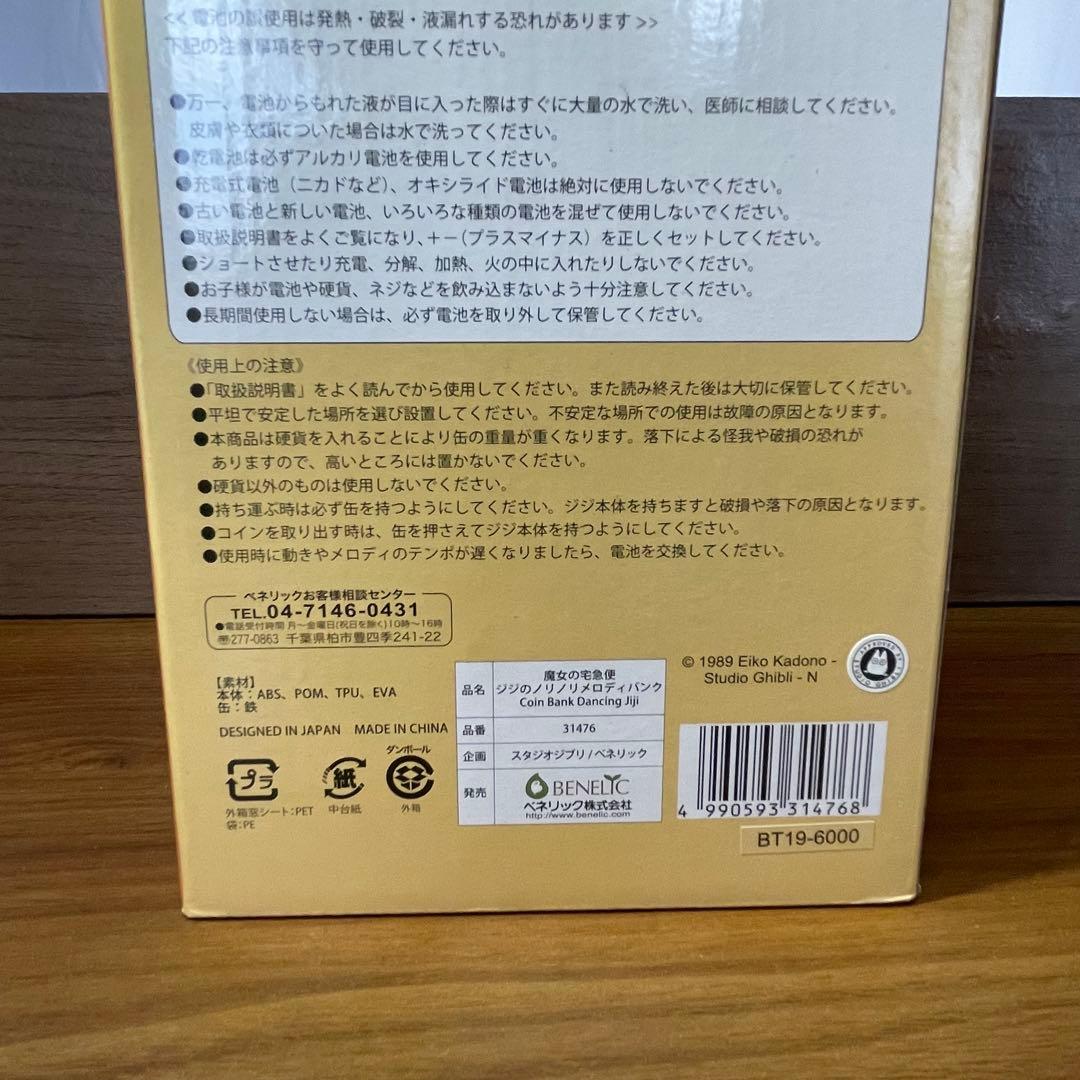 << 電池の誤使用は発熱・破裂・液漏れする恐れがあります >>
下記の注意事項を守って使用してください。
●万一、電池からもれた液が目に入った際はすぐに大量の水で洗い、医師に相談してください。
皮膚や衣類についた場合は水で洗ってください。
●乾電池は必ずアルカリ電池を使用してください。
●充電式電池(ニカドなど)、オキシライド電池は絶対に使用しないでください。
●古い電池と新しい電池、いろいろな種類の電池を混ぜて使用しないでください。
●取扱説明書をよくご覧になり、+-(プラスマイナス)を正しくセットしてください。
●ショートさせたり充電、分解、加熱、火の中に入れたりしないでください。
●お子様が電池や硬貨、ネジなどを飲み込まないよう十分注意してください。
●長期間使用しない場合は、必ず電池を取り外して保管してください。
《使用上の注意》
●「取扱説明書」をよく読んでから使用してください。また読み終えた後は大切に保管してください。
●平坦で安定した場所を選び設置してください。不安定な場所での使用は故障の原因となります。
●本商品は硬貨を入れることにより缶の重量が重くなります。落下による怪我や破損の恐れが
ありますので、高いところには置かないでください。
●硬貨以外のものは使用しないでください。
●持ち運ぶ時は必ず缶を持つようにしてください。ジジ本体を持ちますと破損や落下の原因となります。
●コインを取り出す時は、缶を押さえてジジ本体を持つようにしてください。
●使用時に動きやメロディのテンポが遅くなりましたら、電池を交換してください。
ベネリックお客様相談センター
TEL.04-7146-0431
●電話受付時間 月~金曜日(祝日を除く)10時~16時
〠277-0863 千葉県柏市豊四季241-22
【素材】
本体:ABS、POM、TPU、EVA
缶:鉄
DESIGNED IN JAPAN MADE IN CHINA
プラ
外箱窓シート:PET
袋:PE
紙
中台紙
ダンボール
外箱
品名
魔女の宅急便
ジジのノリノリメロディバンク
Coin Bank Dancing Jiji
品番
31476
企画
スタジオジブリ/ベネリック
発売
BENELIC
ベネリック株式会社
http://www.benelic.com
© 1989 Eiko Kadono -
Studio Ghibli - N
APPROVED BY STUDIO GHIBLI
4 990593 314768
BT19-6000